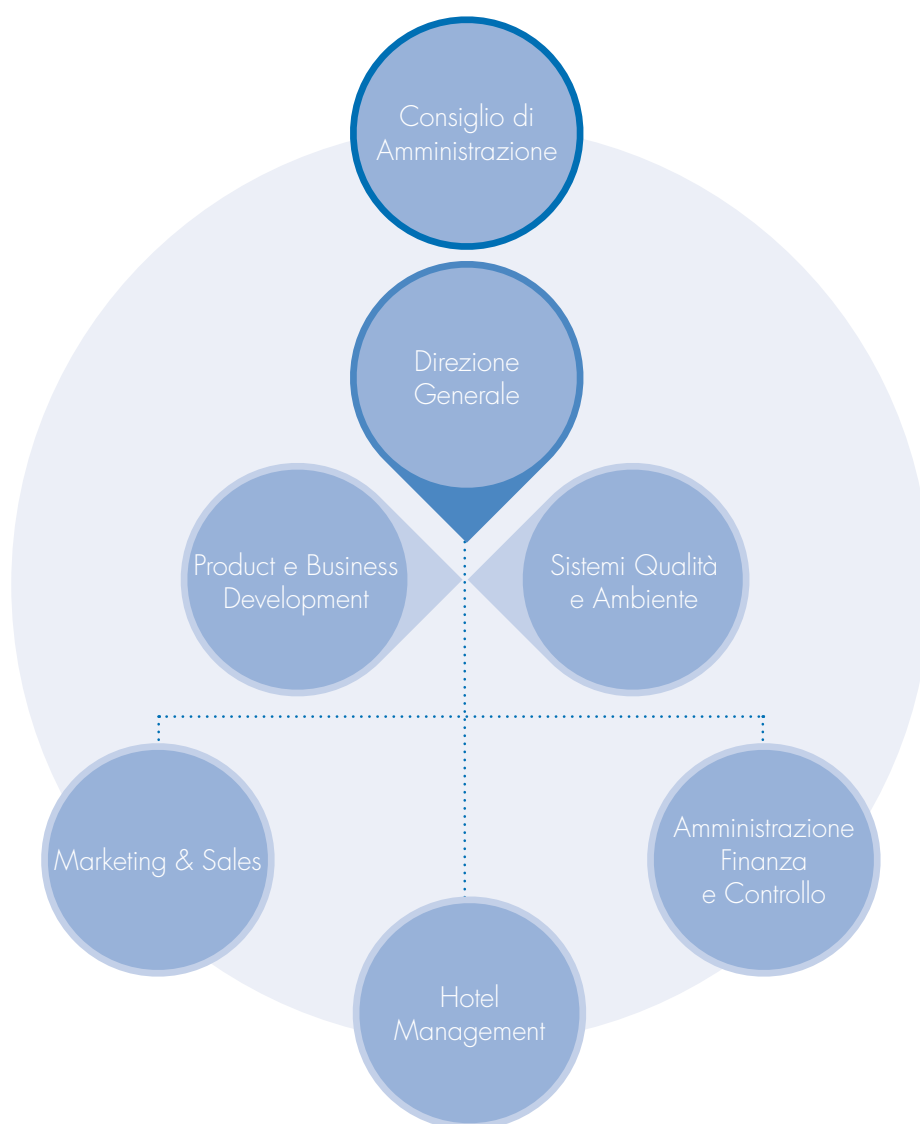 Consiglio di
Amministrazione
Direzione
Generale
Product e Business
Development
Sistemi Qualità
e Ambiente
Marketing & Sales
Amministrazione
Finanza
e Controllo
Hotel
Management